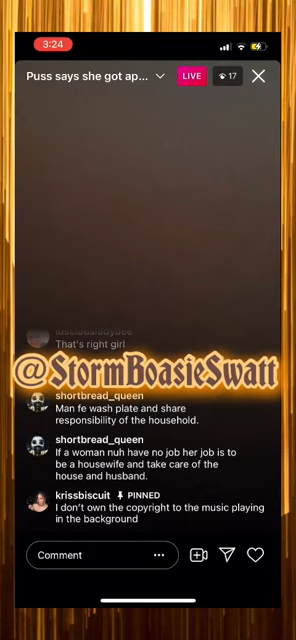 3:24
Puss says she got ap...
LIVE
17
lusciousladydee
That's right girl
@StormBoasieSwatt
shortbread_queen
Man fe wash plate and share
responsibility of the household.
shortbread_queen
If a woman nuh have no job her job is to
be a housewife and take care of the
house and husband.
krissbiscuit PINNED
I don't own the copyright to the music playing
in the background
Comment